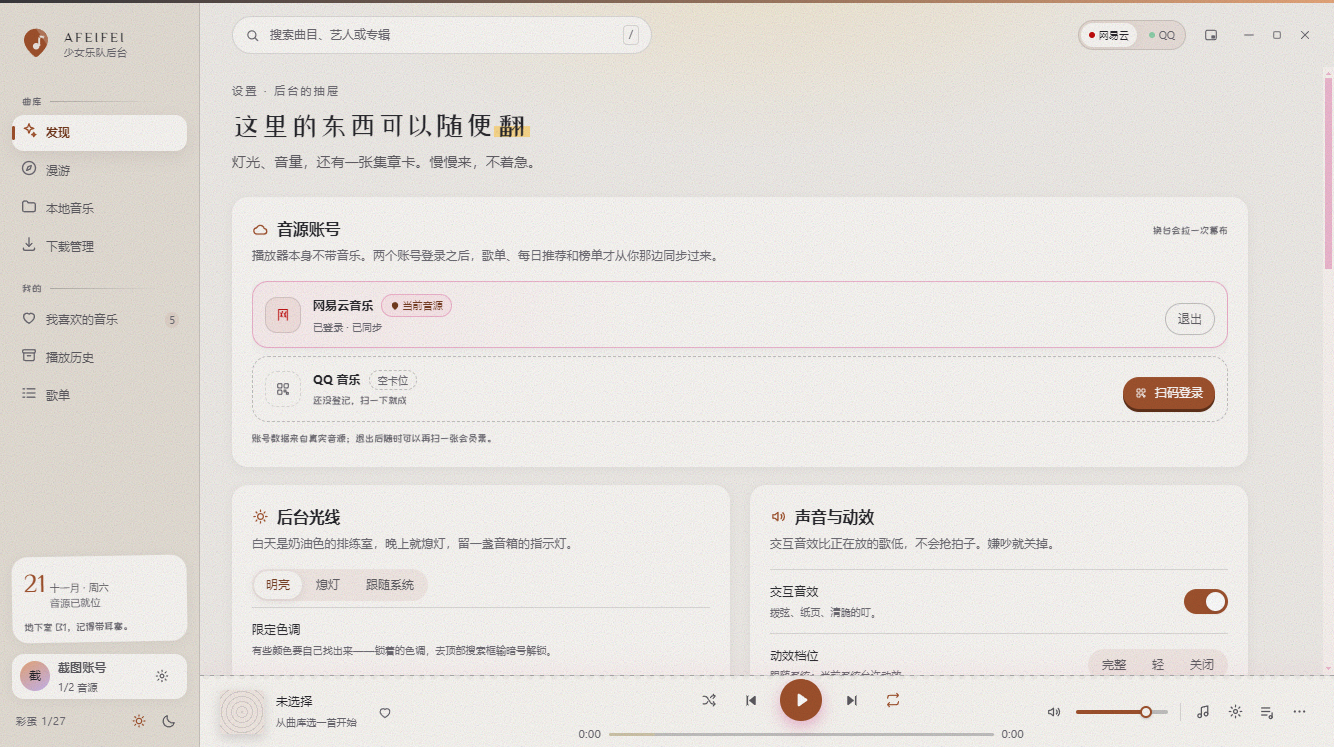 AFEIFEI
少女乐队后台
搜索曲目、艺人或专辑
/
网易云
QQ
曲库
发现
漫游
本地音乐
下载管理
我的
我喜欢的音乐 5
播放历史
歌单
设置 · 后台的抽屉
这里的东西可以随便翻
灯光、音量，还有一张集章卡。慢慢来，不着急。
音源账号
换台会拉一次幕布
播放器本身不带音乐。两个账号登录之后，歌单、每日推荐和榜单才从你那边同步过来。
网
网易云音乐 当前音源
已登录 · 已同步
退出
QQ 音乐 空卡位
还没登记，扫一下就成
扫码登录
账号数据来自真实音源；退出后随时可以再扫一张会员票。
后台光线
白天是奶油色的排练室，晚上就熄灯，留一盏音箱的指示灯。
明亮 熄灯 跟随系统
限定色调
有些颜色要自己找出来——锁着的色调，去顶部搜索框输暗号解锁。
声音与动效
交互音效比正在放的歌低，不会抢拍子。嫌吵就关掉。
交互音效
拨弦、纸页、清脆的叮。
动效档位
完整 轻 关闭
21 十一月 · 周六
音源已就位
地下室 B1，记得带耳塞。
截
截图账号
1/2 音源
彩蛋 1/27
未选择
从曲库选一首开始
0:00
0:00